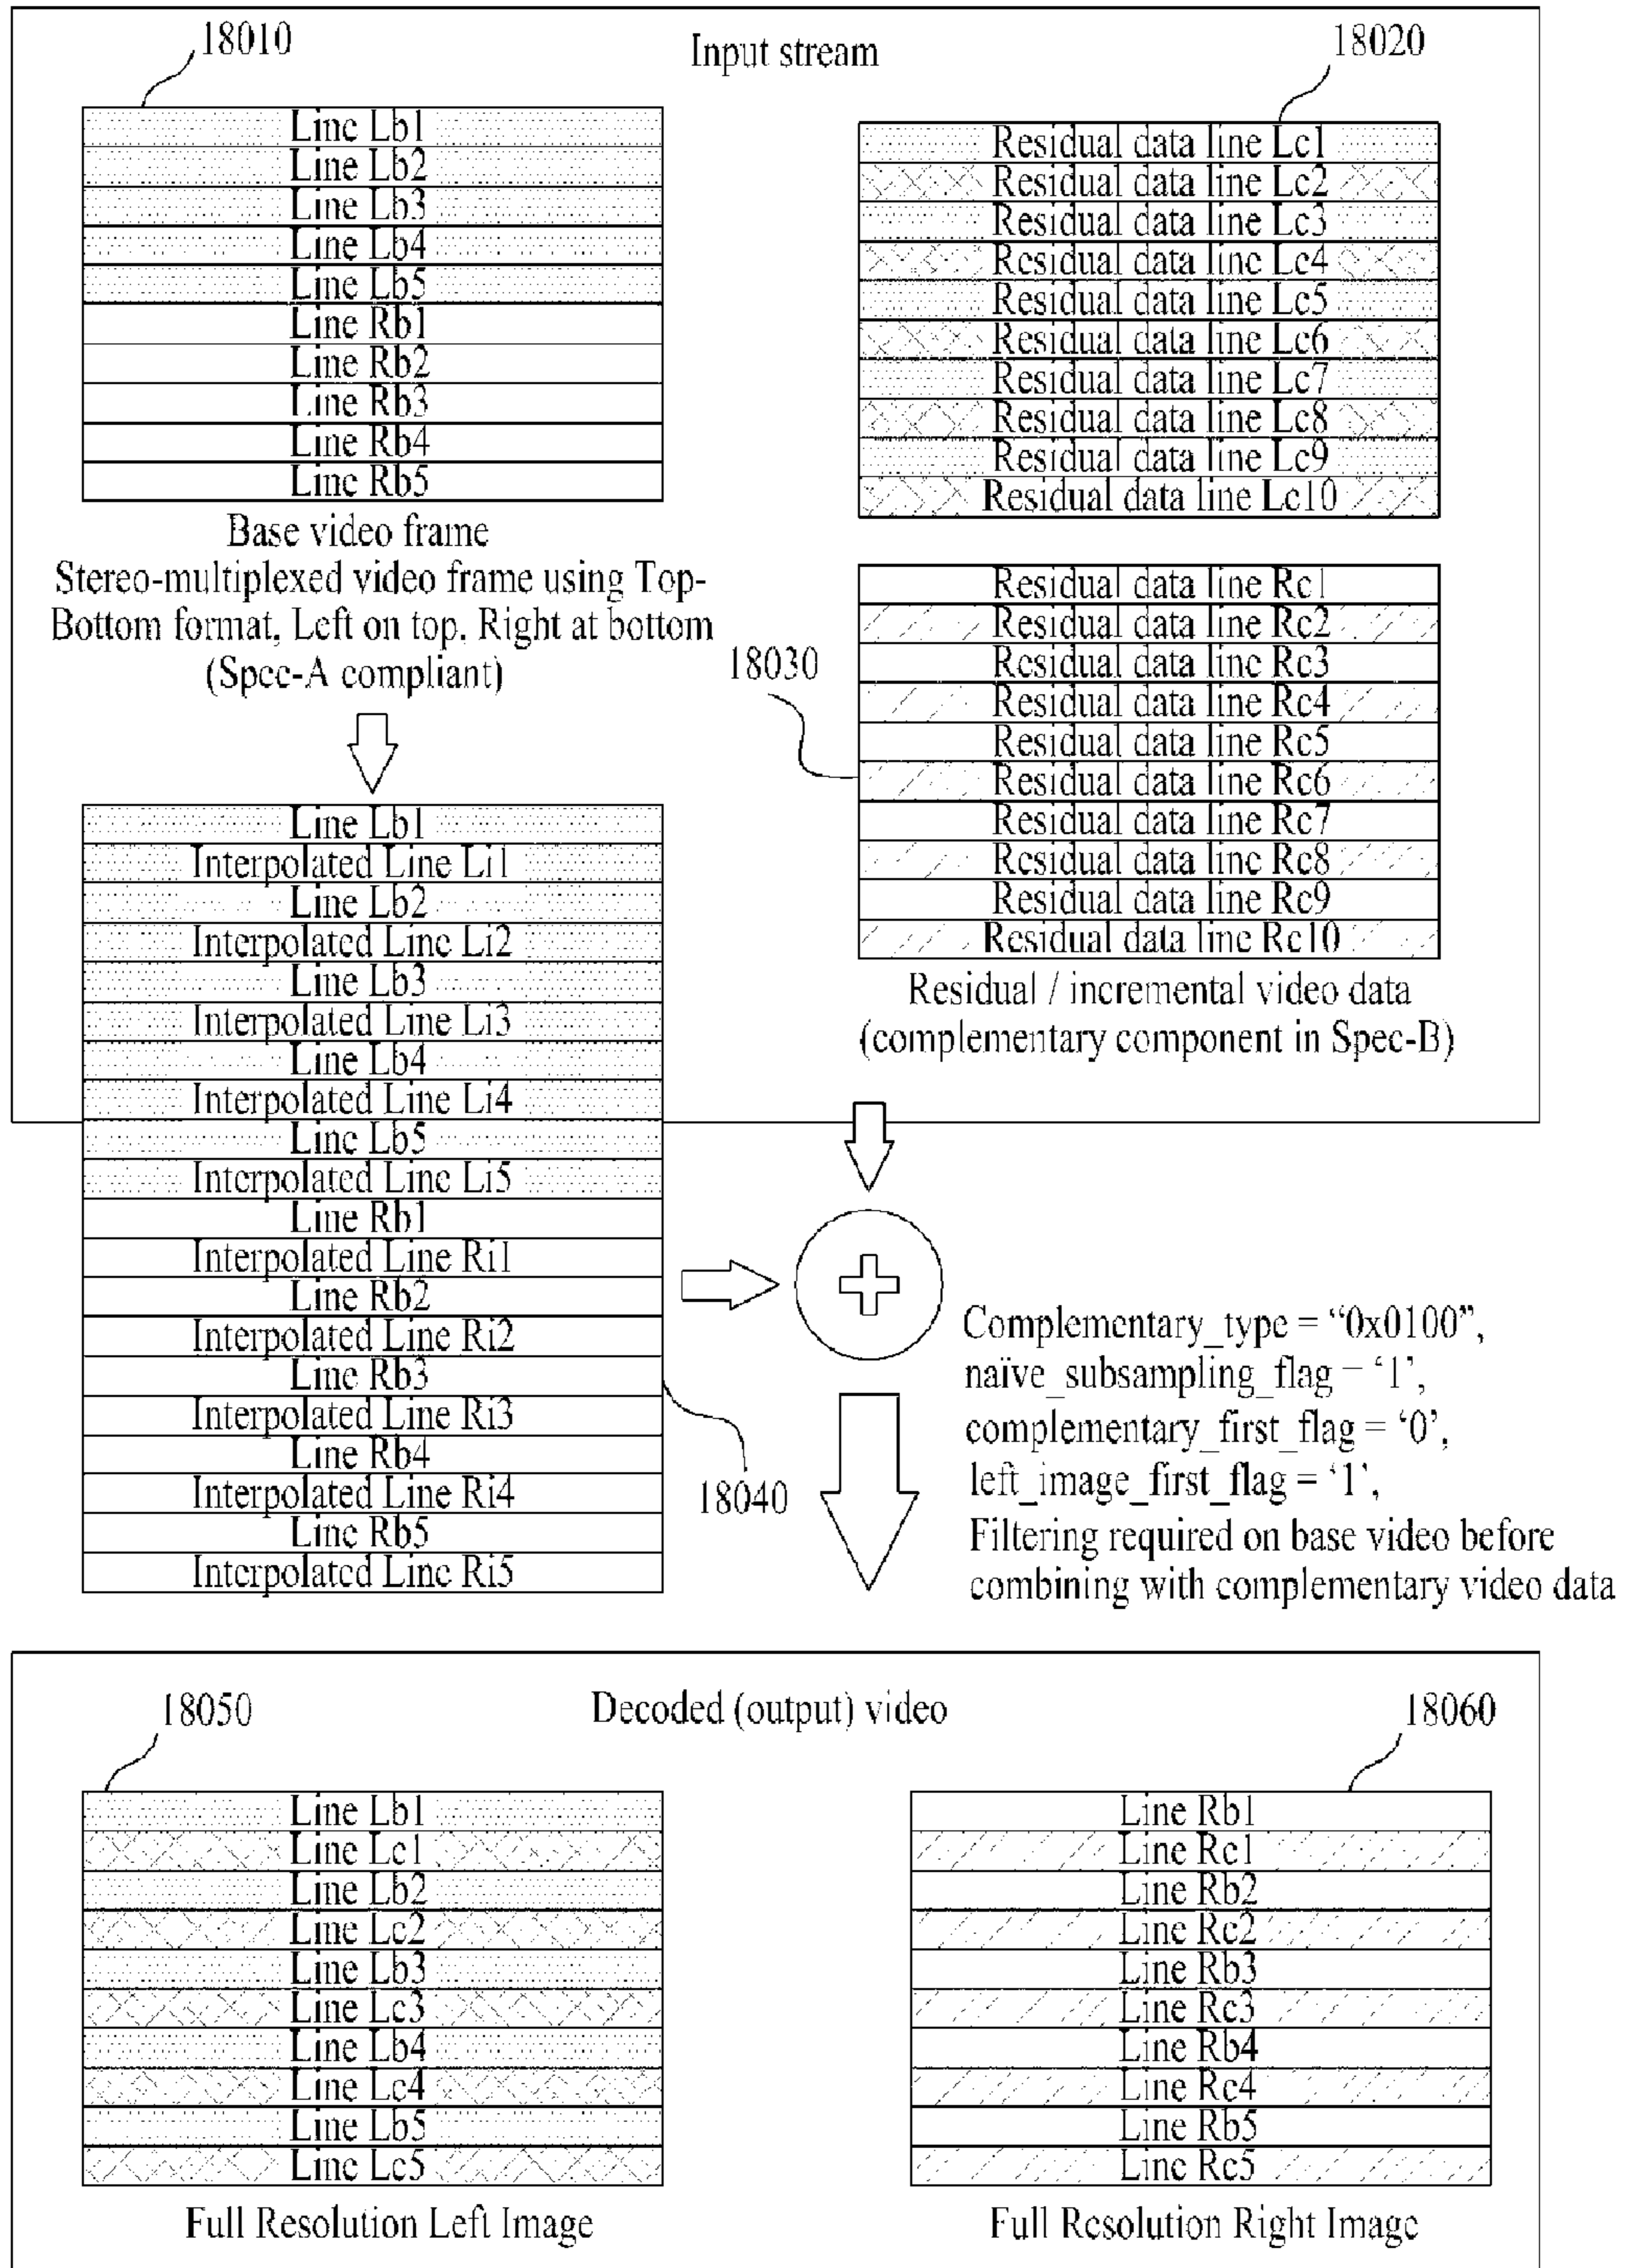 Input stream
18010
Line Lb1
Line Lb2
Line Lb3
Line Lb4
Line Lb5
Line Rb1
Line Rb2
Line Rb3
Line Rb4
Line Rb5
Base video frame
Stereo-multiplexed video frame using Top-
Bottom format, Left on top, Right at bottom
(Spec-A compliant)
18020
Residual data line Lc1
Residual data line Lc2
Residual data line Lc3
Residual data line Lc4
Residual data line Lc5
Residual data line Lc6
Residual data line Lc7
Residual data line Lc8
Residual data line Lc9
Residual data line Lc10
18030
Residual data line Rc1
Residual data line Rc2
Residual data line Rc3
Residual data line Rc4
Residual data line Rc5
Residual data line Rc6
Residual data line Rc7
Residual data line Rc8
Residual data line Rc9
Residual data line Rc10
Residual / incremental video data
(complementary component in Spec-B)
Line Lb1
Interpolated Line Li1
Line Lb2
Interpolated Line Li2
Line Lb3
Interpolated Line Li3
Line Lb4
Interpolated Line Li4
Line Lb5
Interpolated Line Li5
Line Rb1
Interpolated Line Ri1
Line Rb2
Interpolated Line Ri2
Line Rb3
Interpolated Line Ri3
Line Rb4
Interpolated Line Ri4
Line Rb5
Interpolated Line Ri5
18040
Complementary_type = “0x0100”,
naïve_subsampling_flag = ‘1’,
complementary_first_flag = ‘0’,
left_image_first_flag = ‘1’,
Filtering required on base video before
combining with complementary video data
Decoded (output) video
18050
Line Lb1
Line Lc1
Line Lb2
Line Lc2
Line Lb3
Line Lc3
Line Lb4
Line Lc4
Line Lb5
Line Lc5
Full Resolution Left Image
18060
Line Rb1
Line Rc1
Line Rb2
Line Rc2
Line Rb3
Line Rc3
Line Rb4
Line Rc4
Line Rb5
Line Rc5
Full Resolution Right Image